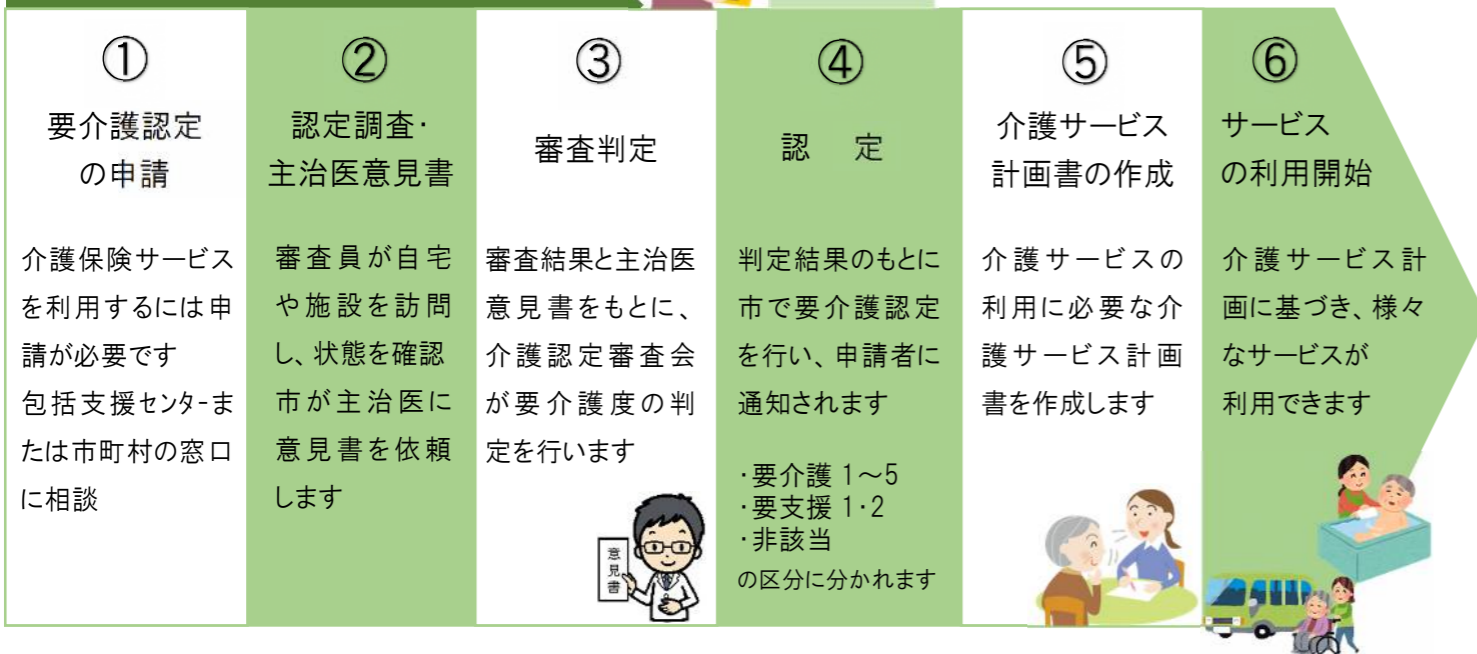 ①
要介護認定
の申請
介護保険サービス
を利用するには申
請が必要です
包括支援センターま
たは市町村の窓口
に相談
②
認定調査・
主治医意見書
審査員が自宅
や施設を訪問
し、状態を確認
市が主治医に
意見書を依頼
します
③
審査判定
審査結果と主治医
意見書をもとに、
介護認定審査会
が要介護度の判
定を行います
意見書
④
認　定
判定結果のもとに
市で要介護認定
を行い、申請者に
通知されます
・要介護 1～5
・要支援 1・2
・非該当
の区分に分かれます
⑤
介護サービス
計画書の作成
介護サービスの
利用に必要な介
護サービス計画
書を作成します
⑥
サービス
の利用開始
介護サービス計
画に基づき、様々
なサービスが
利用できます